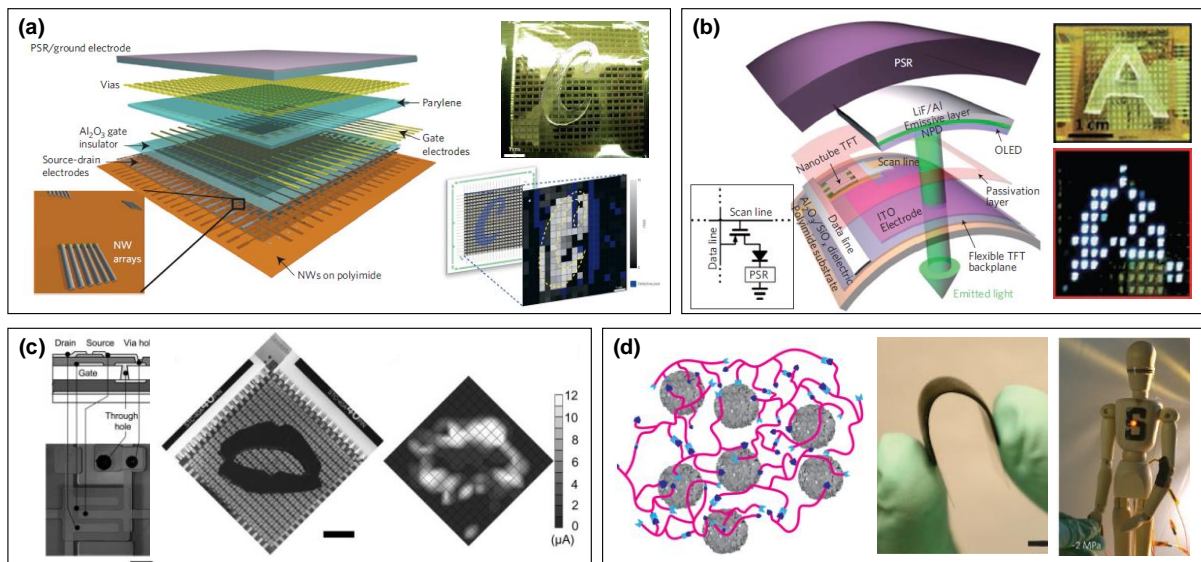 (a)
PSR/ground electrode
Vias
Parylene
Al₂O₃ gate
insulator
Gate
electrodes
Source-drain
electrodes
NW
arrays
NWs on polyimide
(b)
PSR
LiF/Al
Emissive layer
NPD
OLED
Nanotube TFT
Scan line
Passivation
layer
ITO
Electrode
Data line
Al₂O₃/SiOₓ dielectric
Polyimide substrate
Flexible TFT
backplane
Emitted light
Scan line
Data line
PSR
1 cm
(c)
Drain
Source
Via hol
Gate
Through
hole
12
10
8
6
4
2
0
(μA)
(d)
~2 MPa